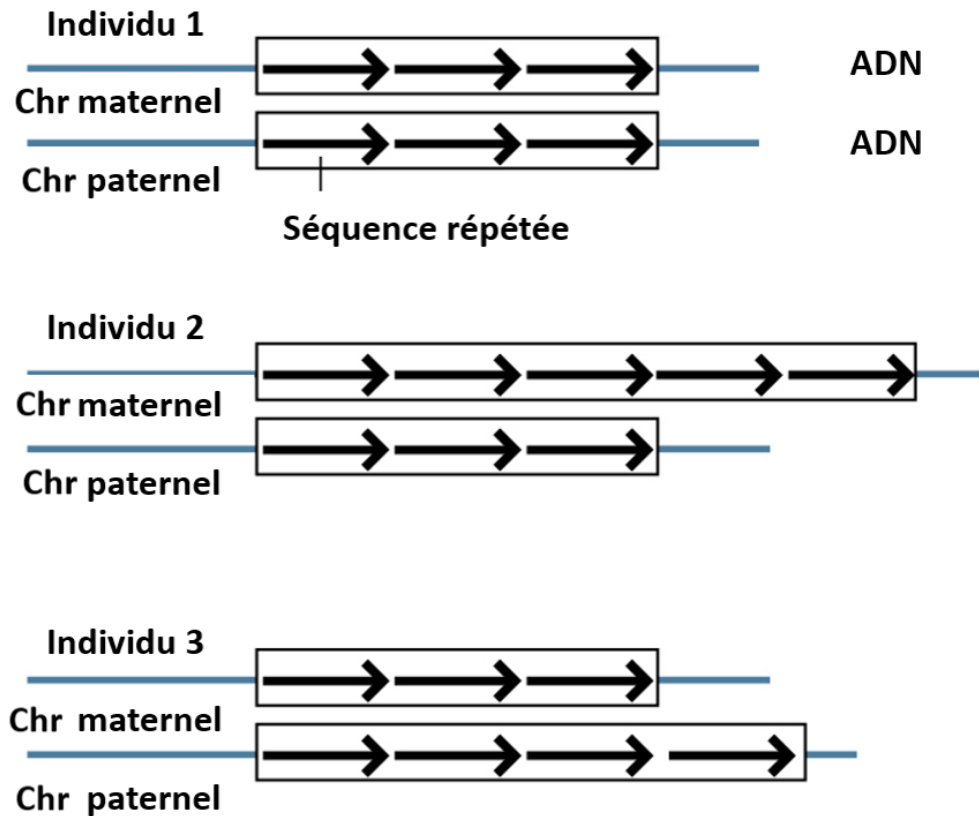 Individu 1
ADN
Chr maternel
ADN
Chr paternel
Séquence répétée
Individu 2
Chr maternel
Chr paternel
Individu 3
Chr maternel
Chr paternel